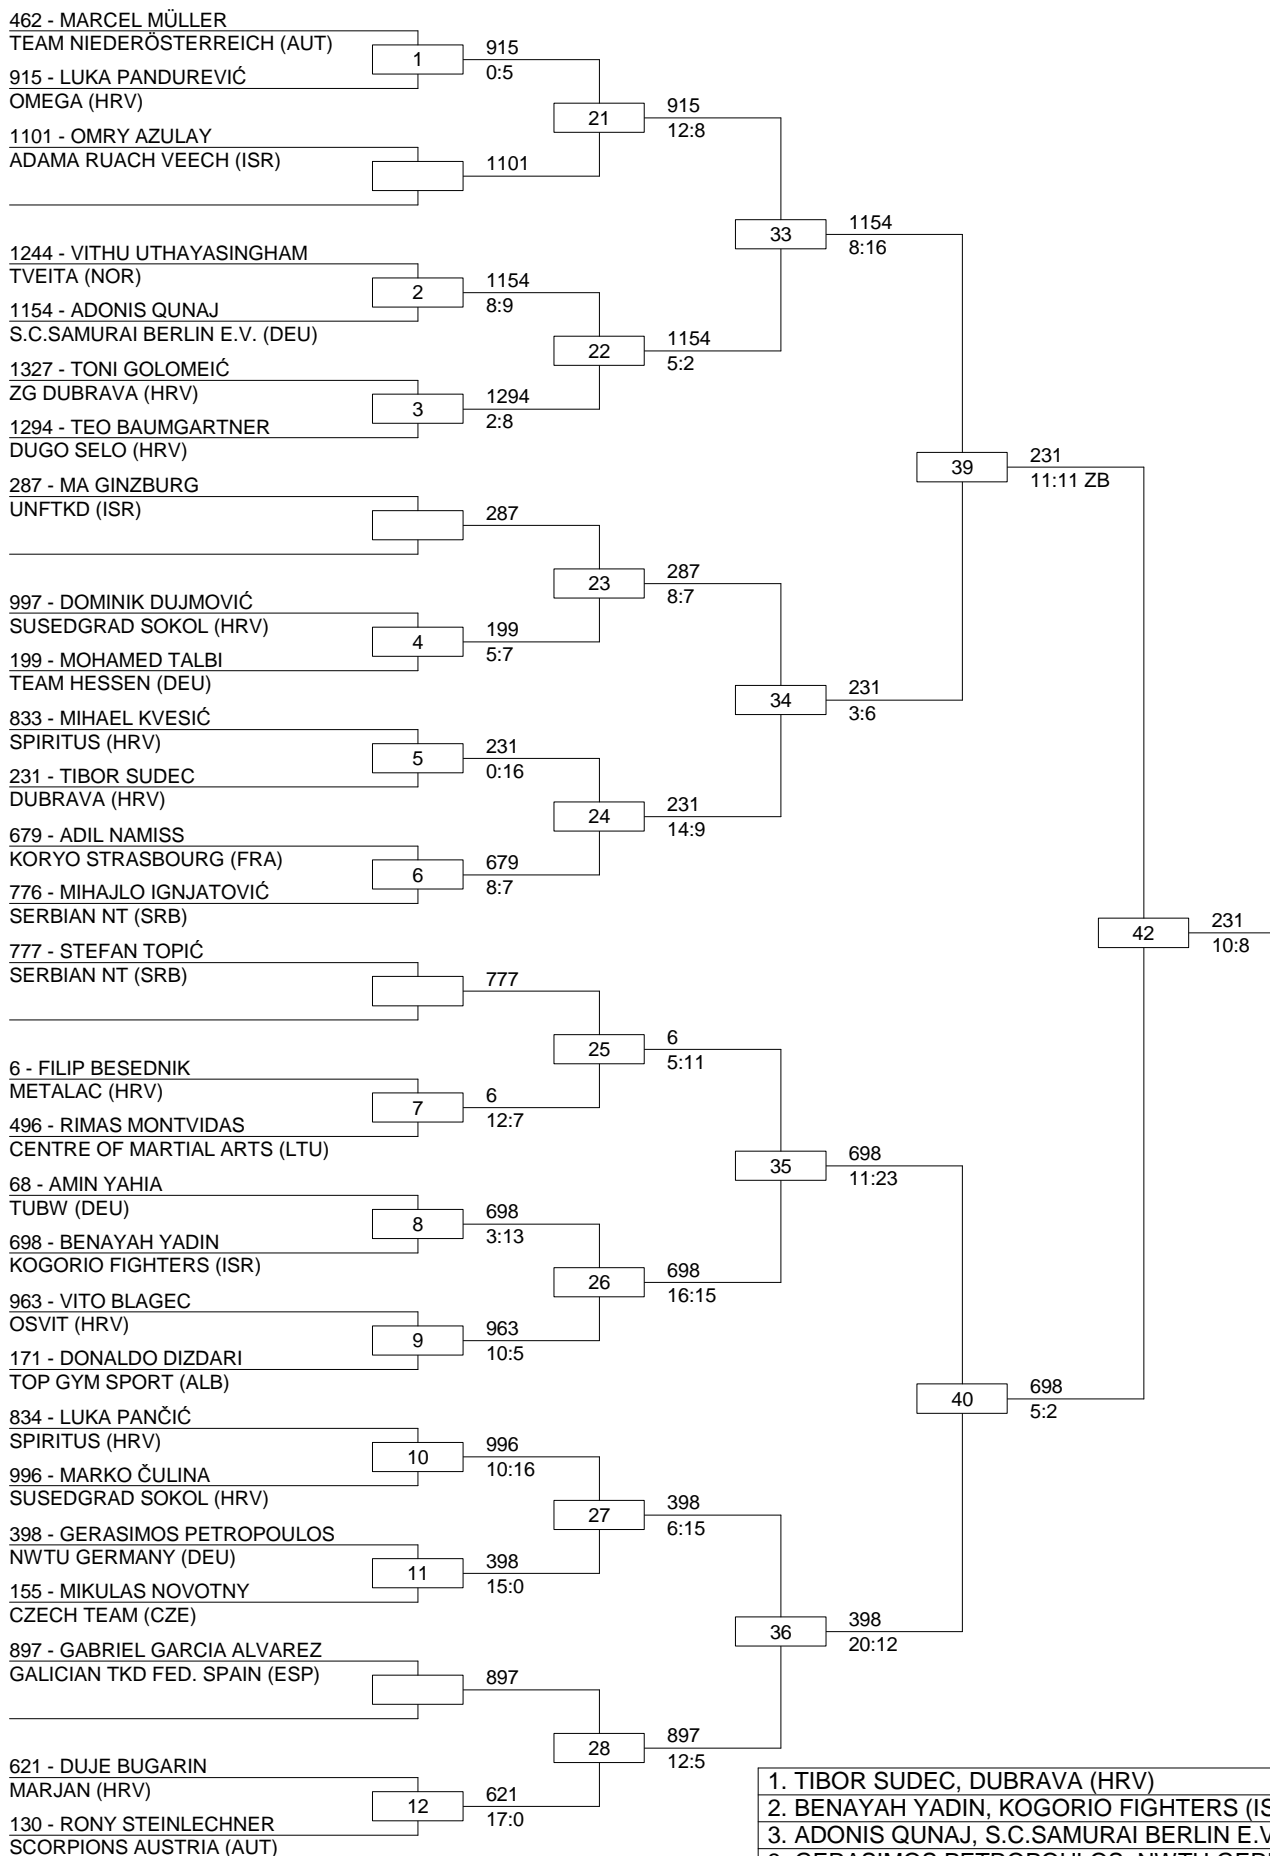 462 - MARCEL MÜLLER
TEAM NIEDERÖSTERREICH (AUT)
1
915
0:5
915 - LUKA PANDUREVIĆ
OMEGA (HRV)
21
915
12:8
1101 - OMRY AZULAY
ADAMA RUACH VEECH (ISR)
1101
33
1154
8:16
1244 - VITHU UTHAYASINGHAM
TVEITA (NOR)
2
1154
8:9
1154 - ADONIS QUNAJ
S.C.SAMURAI BERLIN E.V. (DEU)
22
1154
5:2
1327 - TONI GOLOMEIĆ
ZG DUBRAVA (HRV)
3
1294
2:8
1294 - TEO BAUMGARTNER
DUGO SELO (HRV)
39
231
11:11 ZB
287 - MA GINZBURG
UNFTKD (ISR)
287
23
287
8:7
997 - DOMINIK DUJMOVIĆ
SUSEDGRAD SOKOL (HRV)
4
199
5:7
199 - MOHAMED TALBI
TEAM HESSEN (DEU)
34
231
3:6
833 - MIHAEL KVESIĆ
SPIRITUS (HRV)
5
231
0:16
231 - TIBOR SUDEC
DUBRAVA (HRV)
24
231
14:9
679 - ADIL NAMISS
KORYO STRASBOURG (FRA)
6
679
8:7
776 - MIHAJLO IGNJATOVIĆ
SERBIAN NT (SRB)
42
231
10:8
777 - STEFAN TOPIĆ
SERBIAN NT (SRB)
777
25
6
5:11
6 - FILIP BESEDNIK
METALAC (HRV)
7
6
12:7
496 - RIMAS MONTVIDAS
CENTRE OF MARTIAL ARTS (LTU)
35
698
11:23
68 - AMIN YAHIA
TUBW (DEU)
8
698
3:13
698 - BENAYAH YADIN
KOGORIO FIGHTERS (ISR)
26
698
16:15
963 - VITO BLAGEC
OSVIT (HRV)
9
963
10:5
171 - DONALDO DIZDARI
TOP GYM SPORT (ALB)
40
698
5:2
834 - LUKA PANČIĆ
SPIRITUS (HRV)
10
996
10:16
996 - MARKO ČULINA
SUSEDGRAD SOKOL (HRV)
27
398
6:15
398 - GERASIMOS PETROPOULOS
NWTU GERMANY (DEU)
11
398
15:0
155 - MIKULAS NOVOTNY
CZECH TEAM (CZE)
36
398
20:12
897 - GABRIEL GARCIA ALVAREZ
GALICIAN TKD FED. SPAIN (ESP)
897
28
897
12:5
621 - DUJE BUGARIN
MARJAN (HRV)
12
621
17:0
130 - RONY STEINLECHNER
SCORPIONS AUSTRIA (AUT)
1. TIBOR SUDEC, DUBRAVA (HRV)
2. BENAYAH YADIN, KOGORIO FIGHTERS
3. ADONIS QUNAJ, S.C.SAMURAI BERLIN